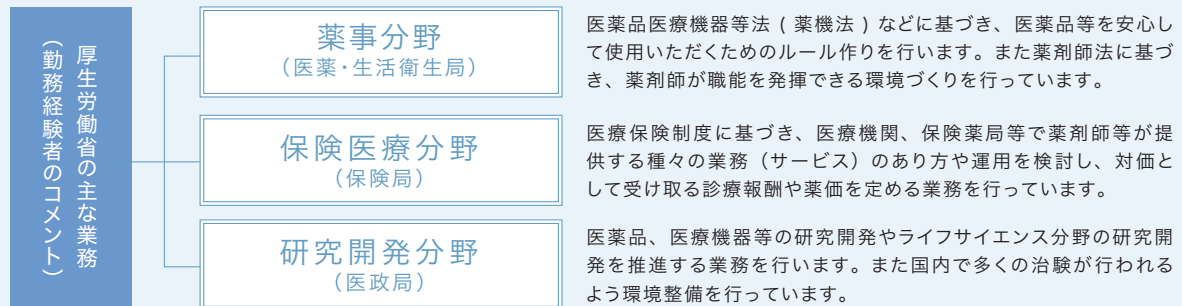 厚生労働省の主な業務
（勤務経験者のコメント）
薬事分野
（医薬・生活衛生局）
医薬品医療機器等法 ( 薬機法 ) などに基づき、医薬品等を安心し
て使用いただくためのルール作りを行います。また薬剤師法に基づ
き、薬剤師が職能を発揮できる環境づくりを行っています。
保険医療分野
（保険局）
医療保険制度に基づき、医療機関、保険薬局等で薬剤師等が提
供する種々の業務（サービス）のあり方や運用を検討し、対価と
して受け取る診療報酬や薬価を定める業務を行っています。
研究開発分野
（医政局）
医薬品、医療機器等の研究開発やライフサイエンス分野の研究開
発を推進する業務を行います。また国内で多くの治験が行われる
よう環境整備を行っています。